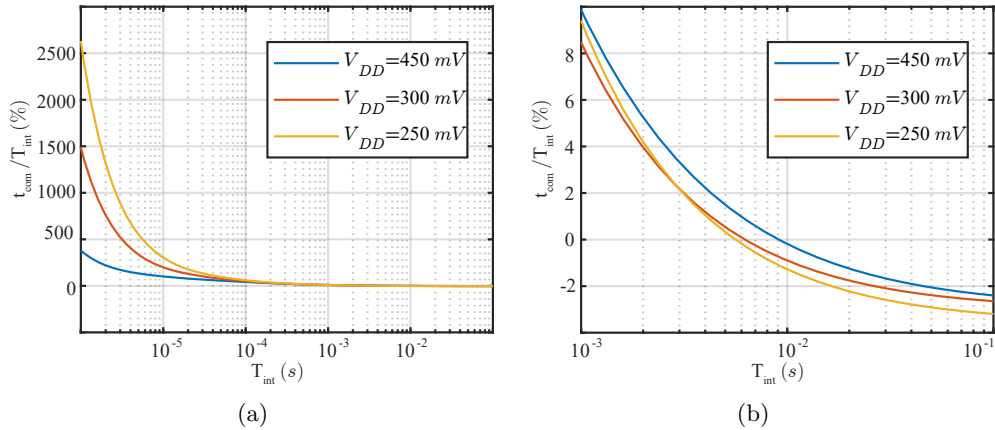 2500
2000
1500
1000
500
0
t_com /T_int (%)
V_DD=450 mV
V_DD=300 mV
V_DD=250 mV
10^-5
10^-4
10^-3
10^-2
T_int (s)
(a)
8
6
4
2
0
-2
t_com /T_int (%)
V_DD=450 mV
V_DD=300 mV
V_DD=250 mV
10^-3
10^-2
10^-1
T_int (s)
(b)